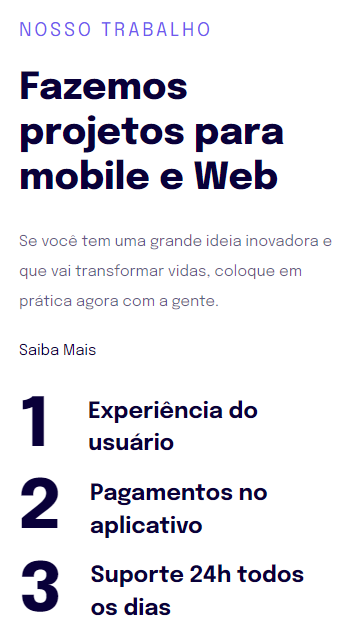 NOSSO TRABALHO
Fazemos
projetos para
mobile e Web
Se você tem uma grande ideia inovadora e
que vai transformar vidas, coloque em
prática agora com a gente.
Saiba Mais
1 Experiência do
usuário
2 Pagamentos no
aplicativo
3 Suporte 24h todos
os dias